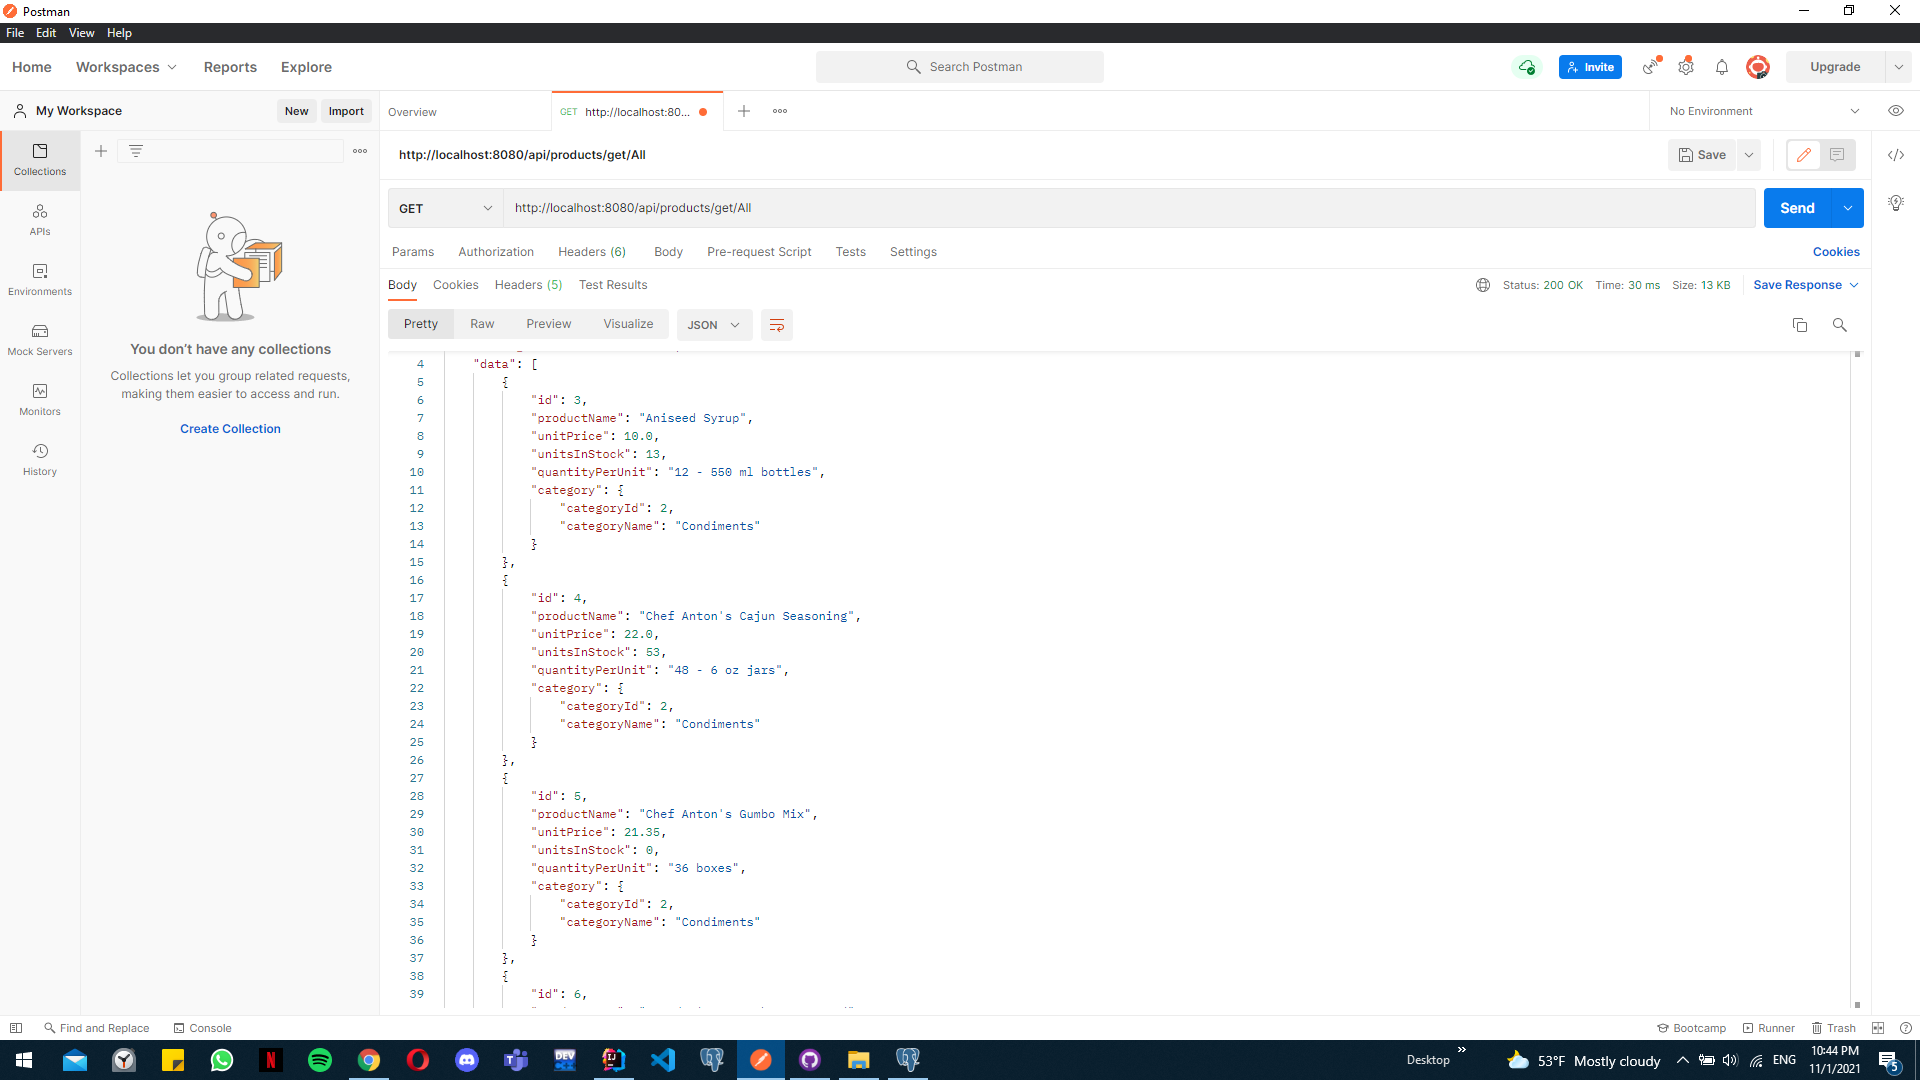 Postman
File Edit View Help
Home Workspaces Reports Explore Search Postman Invite Upgrade
My Workspace New Import Overview GET http://localhost:80... No Environment
Collections
APIs
Environments
Mock Servers
Monitors
History
You don't have any collections
Collections let you group related requests,
making them easier to access and run.
Create Collection
http://localhost:8080/api/products/get/All Save
GET http://localhost:8080/api/products/get/All Send
Params Authorization Headers (6) Body Pre-request Script Tests Settings Cookies
Body Cookies Headers (5) Test Results Status: 200 OK Time: 30 ms Size: 13 KB Save Response
Pretty Raw Preview Visualize JSON
4 "data": [
5 {
6 "id": 3,
7 "productName": "Aniseed Syrup",
8 "unitPrice": 10.0,
9 "unitsInStock": 13,
10 "quantityPerUnit": "12 - 550 ml bottles",
11 "category": {
12 "categoryId": 2,
13 "categoryName": "Condiments"
14 }
15 },
16 {
17 "id": 4,
18 "productName": "Chef Anton's Cajun Seasoning",
19 "unitPrice": 22.0,
20 "unitsInStock": 53,
21 "quantityPerUnit": "48 - 6 oz jars",
22 "category": {
23 "categoryId": 2,
24 "categoryName": "Condiments"
25 }
26 },
27 {
28 "id": 5,
29 "productName": "Chef Anton's Gumbo Mix",
30 "unitPrice": 21.35,
31 "unitsInStock": 0,
32 "quantityPerUnit": "36 boxes",
33 "category": {
34 "categoryId": 2,
35 "categoryName": "Condiments"
36 }
37 },
38 {
39 "id": 6,
Find and Replace Console Bootcamp Runner Trash
Desktop 53°F Mostly cloudy ENG 10:44 PM
11/1/2021 5